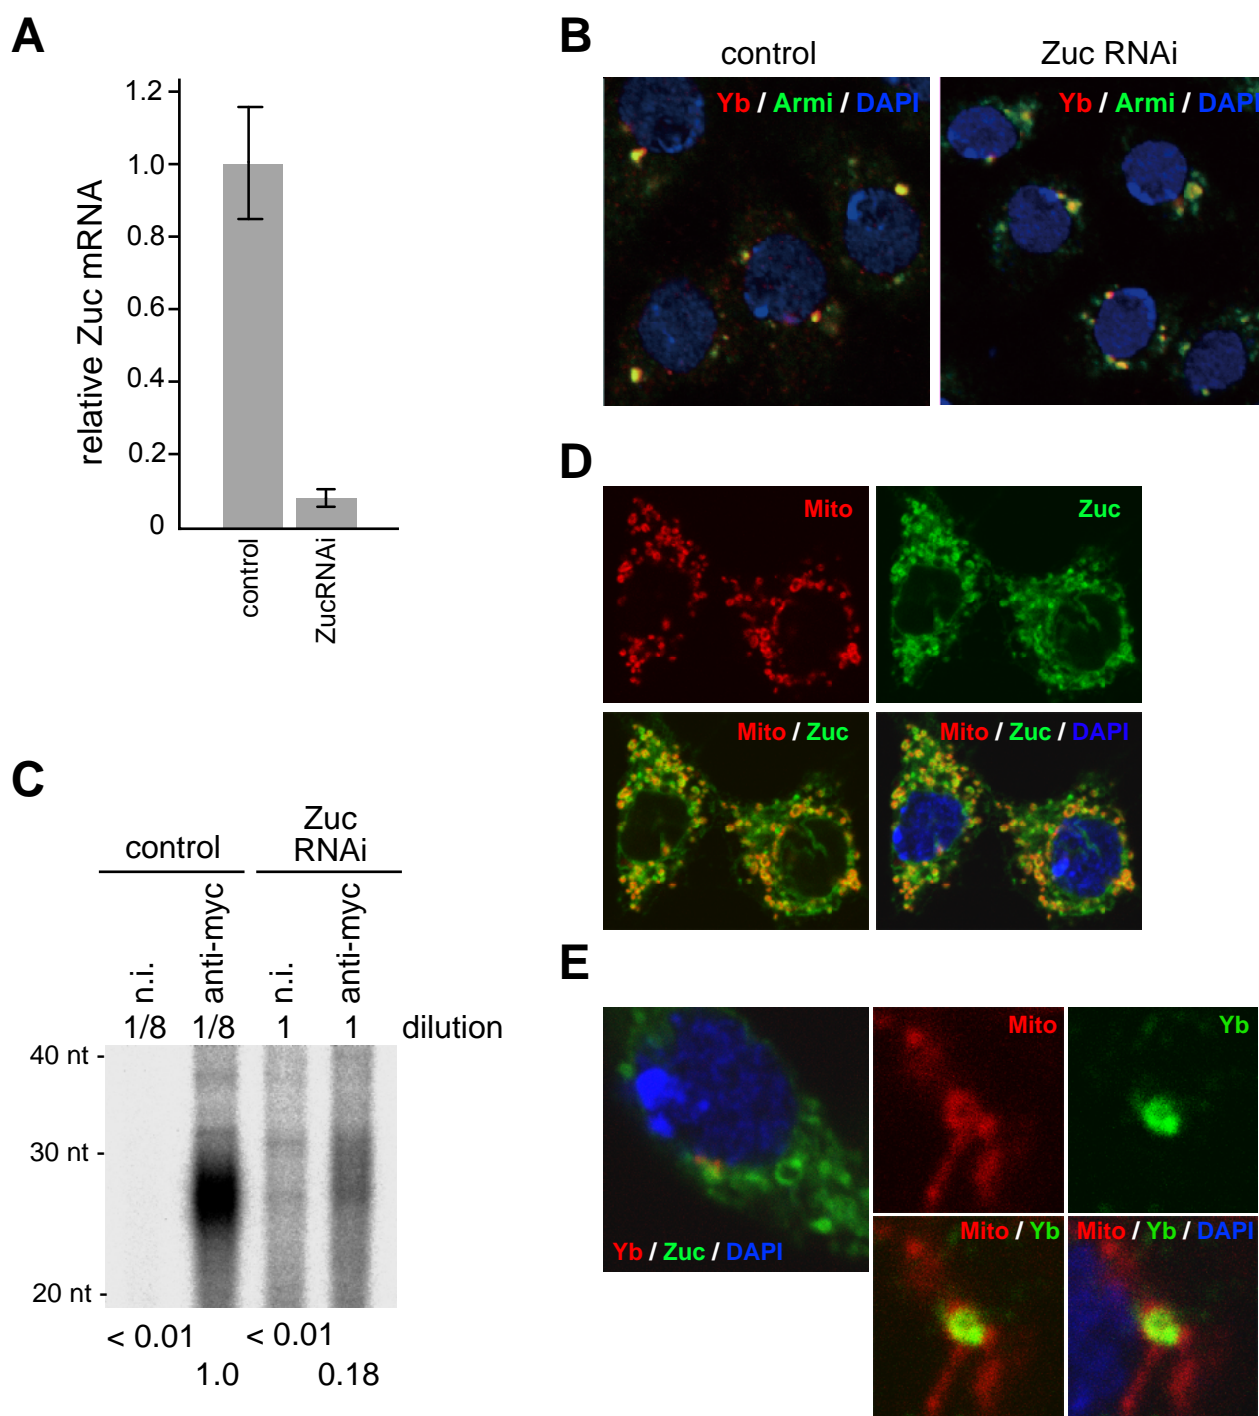 A
relative Zuc mRNA
1.2
1.0
0.8
0.6
0.4
0.2
0
control
ZucRNAi
B
control
Zuc RNAi
Yb / Armi / DAPI
Yb / Armi / DAPI
C
control
Zuc
RNAi
n.i.
anti-myc
n.i.
anti-myc
1/8 1/8 1 1 dilution
40 nt -
30 nt -
20 nt -
< 0.01 < 0.01
1.0 0.18
D
Mito
Zuc
Mito / Zuc
Mito / Zuc / DAPI
E
Yb / Zuc / DAPI
Mito
Yb
Mito / Yb
Mito / Yb / DAPI